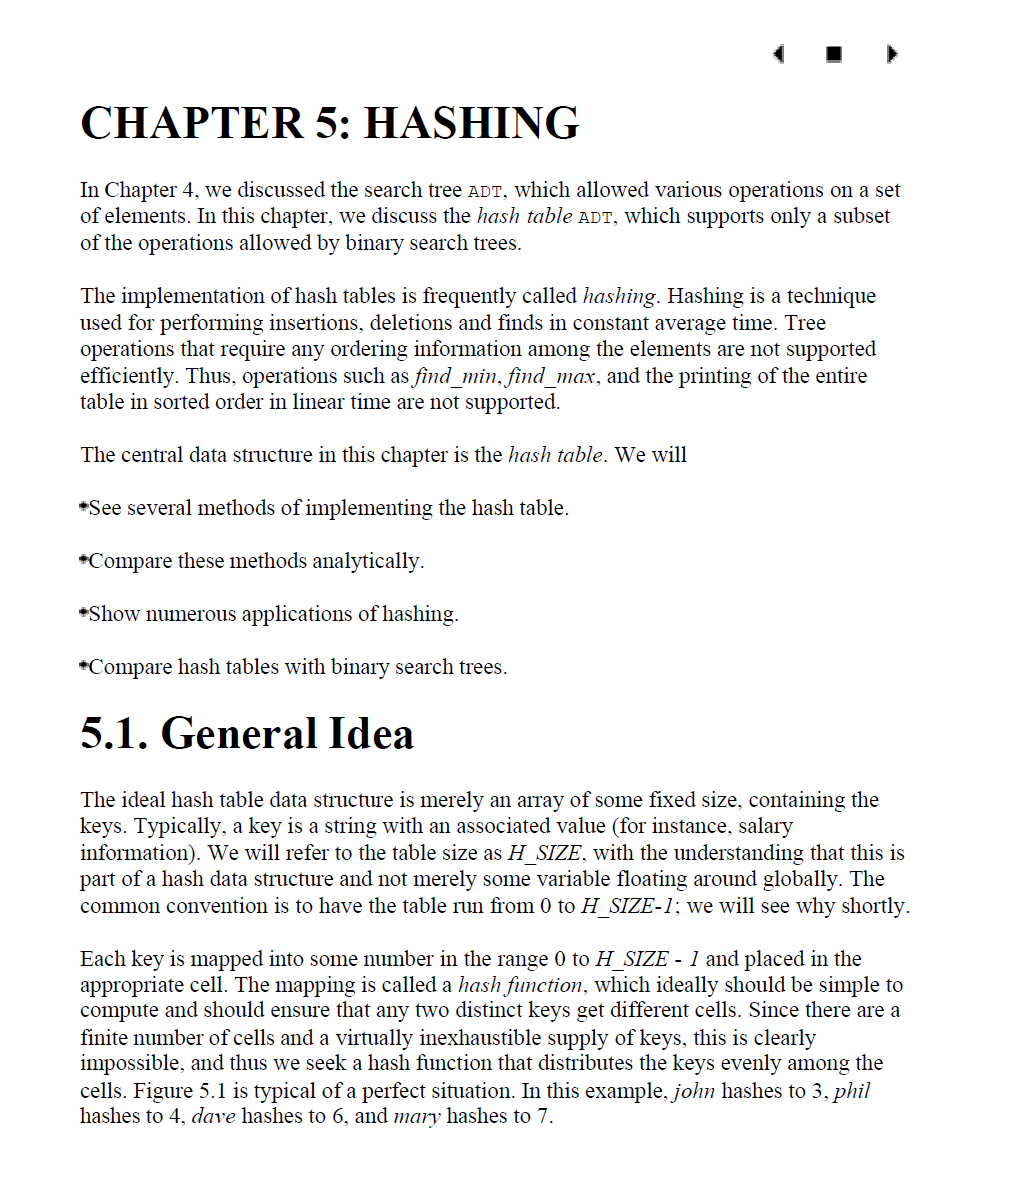 CHAPTER 5: HASHING
In Chapter 4, we discussed the search tree ADT, which allowed various operations on a set
of elements. In this chapter, we discuss the hash table ADT, which supports only a subset
of the operations allowed by binary search trees.
The implementation of hash tables is frequently called hashing. Hashing is a technique
used for performing insertions, deletions and finds in constant average time. Tree
operations that require any ordering information among the elements are not supported
efficiently. Thus, operations such as find_min, find_max, and the printing of the entire
table in sorted order in linear time are not supported.
The central data structure in this chapter is the hash table. We will
See several methods of implementing the hash table.
Compare these methods analytically.
Show numerous applications of hashing.
Compare hash tables with binary search trees.
5.1. General Idea
The ideal hash table data structure is merely an array of some fixed size, containing the
keys. Typically, a key is a string with an associated value (for instance, salary
information). We will refer to the table size as H_SIZE, with the understanding that this is
part of a hash data structure and not merely some variable floating around globally. The
common convention is to have the table run from 0 to H_SIZE-1; we will see why shortly.
Each key is mapped into some number in the range 0 to H_SIZE - 1 and placed in the
appropriate cell. The mapping is called a hash function, which ideally should be simple to
compute and should ensure that any two distinct keys get different cells. Since there are a
finite number of cells and a virtually inexhaustible supply of keys, this is clearly
impossible, and thus we seek a hash function that distributes the keys evenly among the
cells. Figure 5.1 is typical of a perfect situation. In this example, john hashes to 3, phil
hashes to 4, dave hashes to 6, and mary hashes to 7.